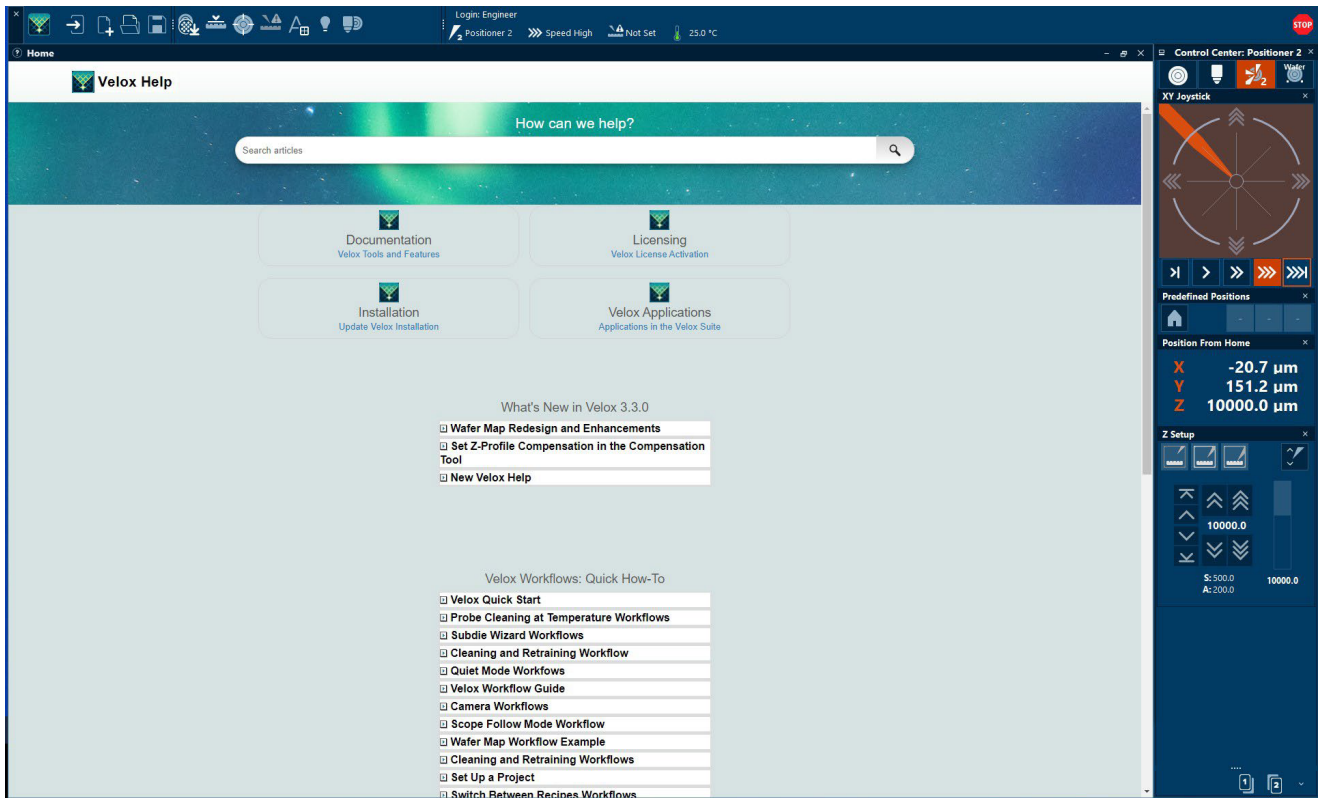 Login: Engineer
2 Positioner 2 Speed High Not Set 25.0 °C
STOP
Home
Velox Help
How can we help?
Search articles
Documentation
Velox Tools and Features
Licensing
Velox License Activation
Installation
Update Velox Installation
Velox Applications
Applications in the Velox Suite
What's New in Velox 3.3.0
Wafer Map Redesign and Enhancements
Set Z-Profile Compensation in the Compensation
Tool
New Velox Help
Velox Workflows: Quick How-To
Velox Quick Start
Probe Cleaning at Temperature Workflows
Subdie Wizard Workflows
Cleaning and Retraining Workflow
Quiet Mode Workfows
Velox Workflow Guide
Camera Workflows
Scope Follow Mode Workflow
Wafer Map Workflow Example
Cleaning and Retraining Workflows
Set Up a Project
Switch Between Recipes Workflows
Control Center: Positioner 2
2 Wafer
XY Joystick
Predefined Positions
- - -
Position From Home
X -20.7 µm
Y 151.2 µm
Z 10000.0 µm
Z Setup
10000.0
S: 500.0
A: 200.0
10000.0
1 2